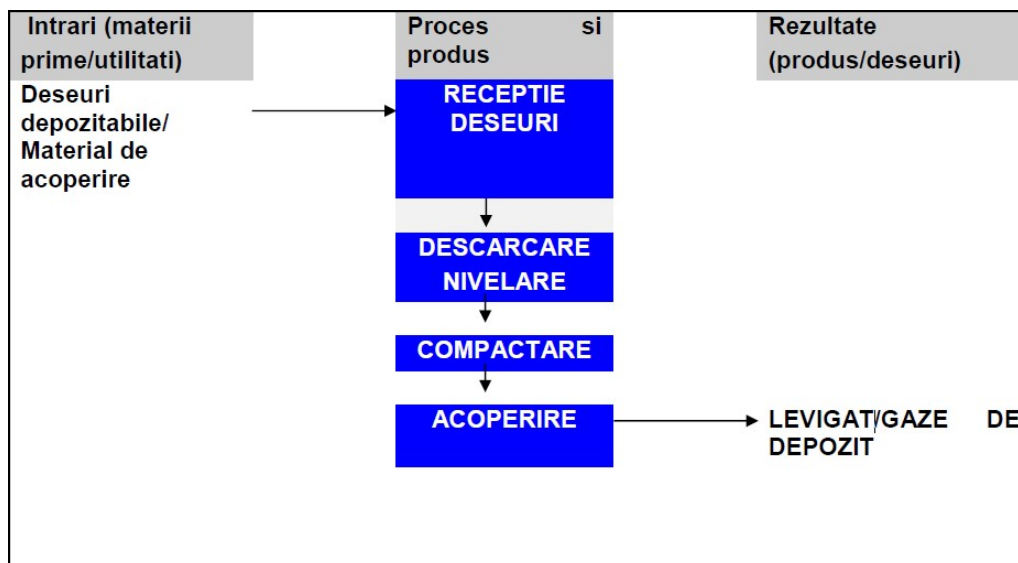 Intrari (materii
prime/utilitati)
Proces si
produs
Rezultate
(produs/deseuri)
Deseuri
depozitabile/
Material de
acoperire
RECEPTIE
DESEURI
DESCARCARE
NIVELARE
COMPACTARE
ACOPERIRE
LEVIGAT/GAZE DE
DEPOZIT